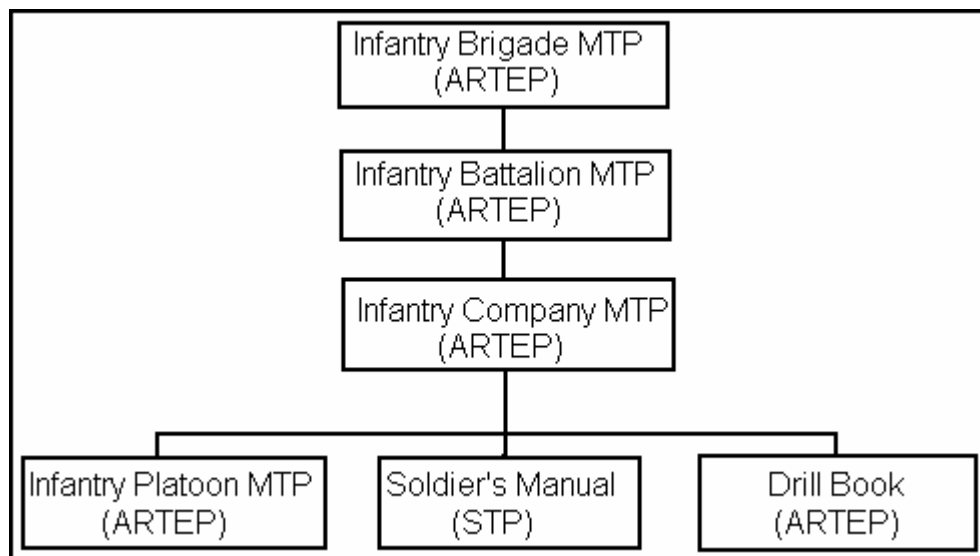 Infantry Brigade MTP
(ARTEP)
Infantry Battalion MTP
(ARTEP)
Infantry Company MTP
(ARTEP)
Infantry Platoon MTP
(ARTEP)
Soldier's Manual
(STP)
Drill Book
(ARTEP)